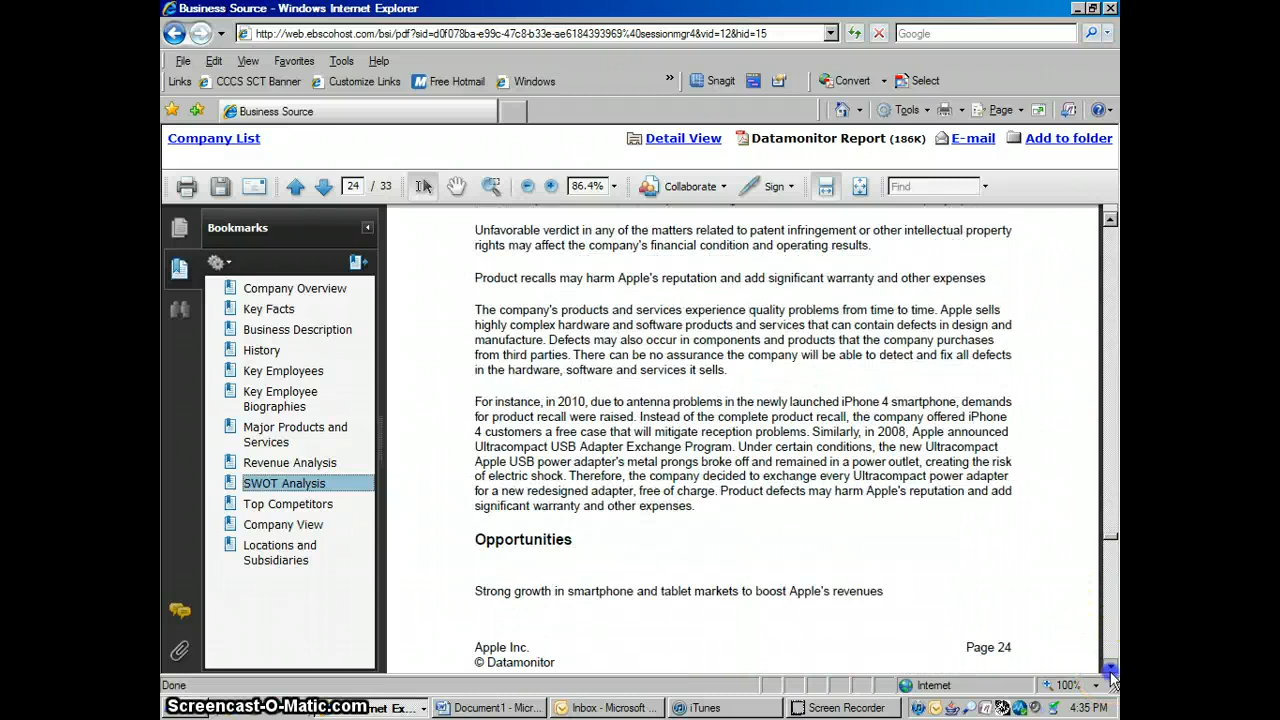 Business Source - Windows Internet Explorer
http://web.ebscohost.com/bsi/pdf?sid=d0f078ba-e99c-47c8-b33e-ae6184393969%40sessionmgr4&vid=12&hid=15
Google
File Edit View Favorites Tools Help
Links CCCS SCT Banner Customize Links Free Hotmail Windows » Snagit Convert Select
Business Source Tools Page
Company List Detail View Datamonitor Report (186K) E-mail Add to folder
24 / 33 86.4% Collaborate Sign Find
Bookmarks
Company Overview
Key Facts
Business Description
History
Key Employees
Key Employee
Biographies
Major Products and
Services
Revenue Analysis
SWOT Analysis
Top Competitors
Company View
Locations and
Subsidiaries
Unfavorable verdict in any of the matters related to patent infringement or other intellectual property
rights may affect the company's financial condition and operating results.
Product recalls may harm Apple's reputation and add significant warranty and other expenses
The company's products and services experience quality problems from time to time. Apple sells
highly complex hardware and software products and services that can contain defects in design and
manufacture. Defects may also occur in components and products that the company purchases
from third parties. There can be no assurance the company will be able to detect and fix all defects
in the hardware, software and services it sells.
For instance, in 2010, due to antenna problems in the newly launched iPhone 4 smartphone, demands
for product recall were raised. Instead of the complete product recall, the company offered iPhone
4 customers a free case that will mitigate reception problems. Similarly, in 2008, Apple announced
Ultracompact USB Adapter Exchange Program. Under certain conditions, the new Ultracompact
Apple USB power adapter's metal prongs broke off and remained in a power outlet, creating the risk
of electric shock. Therefore, the company decided to exchange every Ultracompact power adapter
for a new redesigned adapter, free of charge. Product defects may harm Apple's reputation and add
significant warranty and other expenses.
Opportunities
Strong growth in smartphone and tablet markets to boost Apple's revenues
Apple Inc. Page 24
© Datamonitor
Done Internet 100%
Screencast-O-Matic.com
ernet Ex... Document1 - Micros... Inbox - Microsoft ... iTunes Screen Recorder 4:35 PM